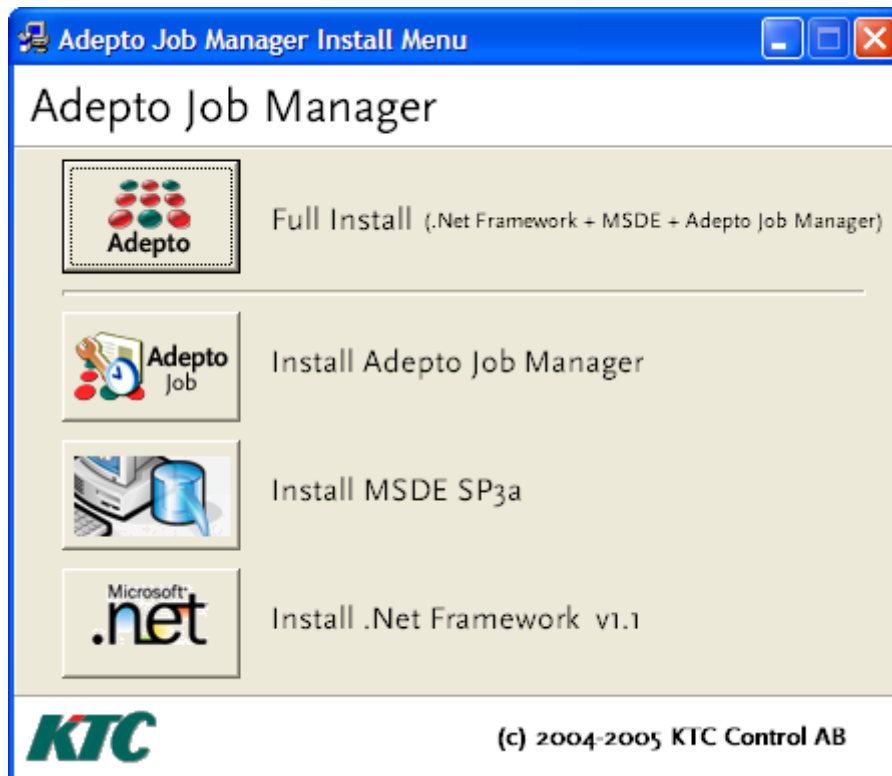 Adepto Job Manager Install Menu
Adepto Job Manager
Adepto
Full Install (.Net Framework + MSDE + Adepto Job Manager)
Adepto
Job
Install Adepto Job Manager
Install MSDE SP3a
Microsoft
.net
Install .Net Framework v1.1
KTC
(c) 2004-2005 KTC Control AB